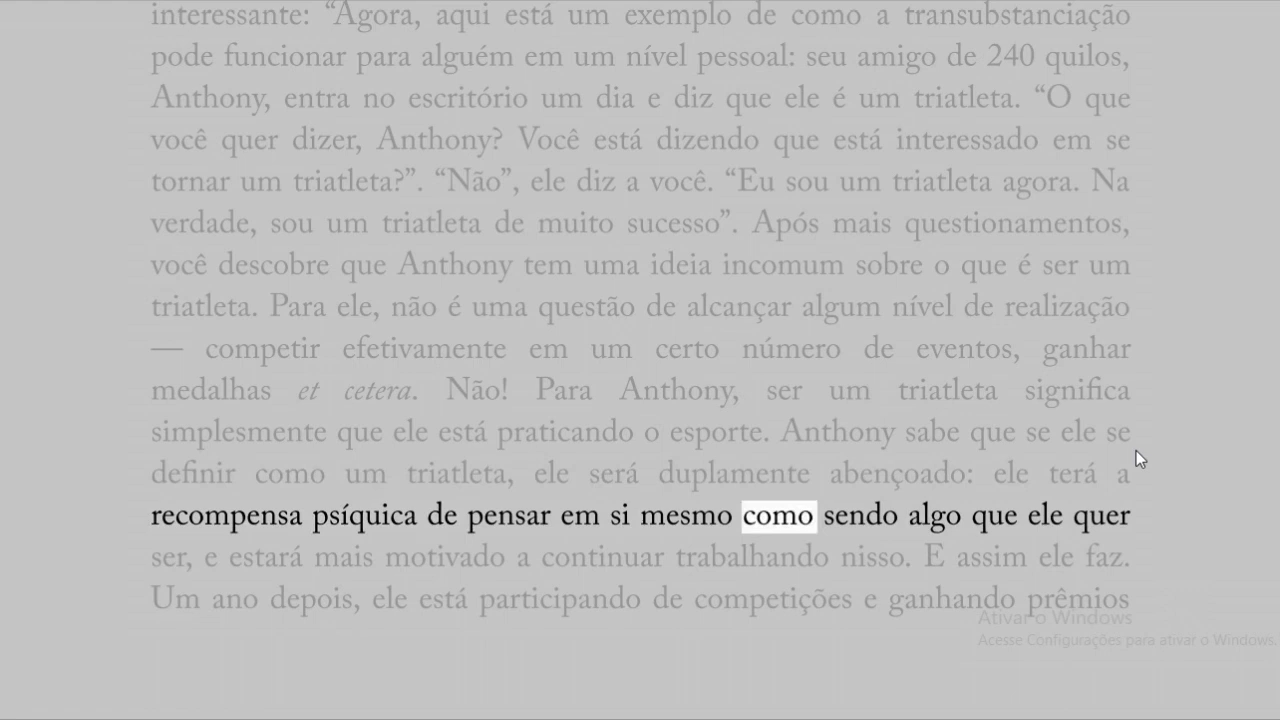 interessante: “Agora, aqui está um exemplo de como a transubstanciação
pode funcionar para alguém em um nível pessoal: seu amigo de 240 quilos,
Anthony, entra no escritório um dia e diz que ele é um triatleta. “O que
você quer dizer, Anthony? Você está dizendo que está interessado em se
tornar um triatleta?”. “Não”, ele diz a você. “Eu sou um triatleta agora. Na
verdade, sou um triatleta de muito sucesso”. Após mais questionamentos,
você descobre que Anthony tem uma ideia incomum sobre o que é ser um
triatleta. Para ele, não é uma questão de alcançar algum nível de realização
— competir efetivamente em um certo número de eventos, ganhar
medalhas et cetera. Não! Para Anthony, ser um triatleta significa
simplesmente que ele está praticando o esporte. Anthony sabe que se ele se
definir como um triatleta, ele será duplamente abençoado: ele terá a
recompensa psíquica de pensar em si mesmo como sendo algo que ele quer
ser, e estará mais motivado a continuar trabalhando nisso. E assim ele faz.
Um ano depois, ele está participando de competições e ganhando prêmios
Ativar o Windows
Acesse Configurações para ativar o Windows.